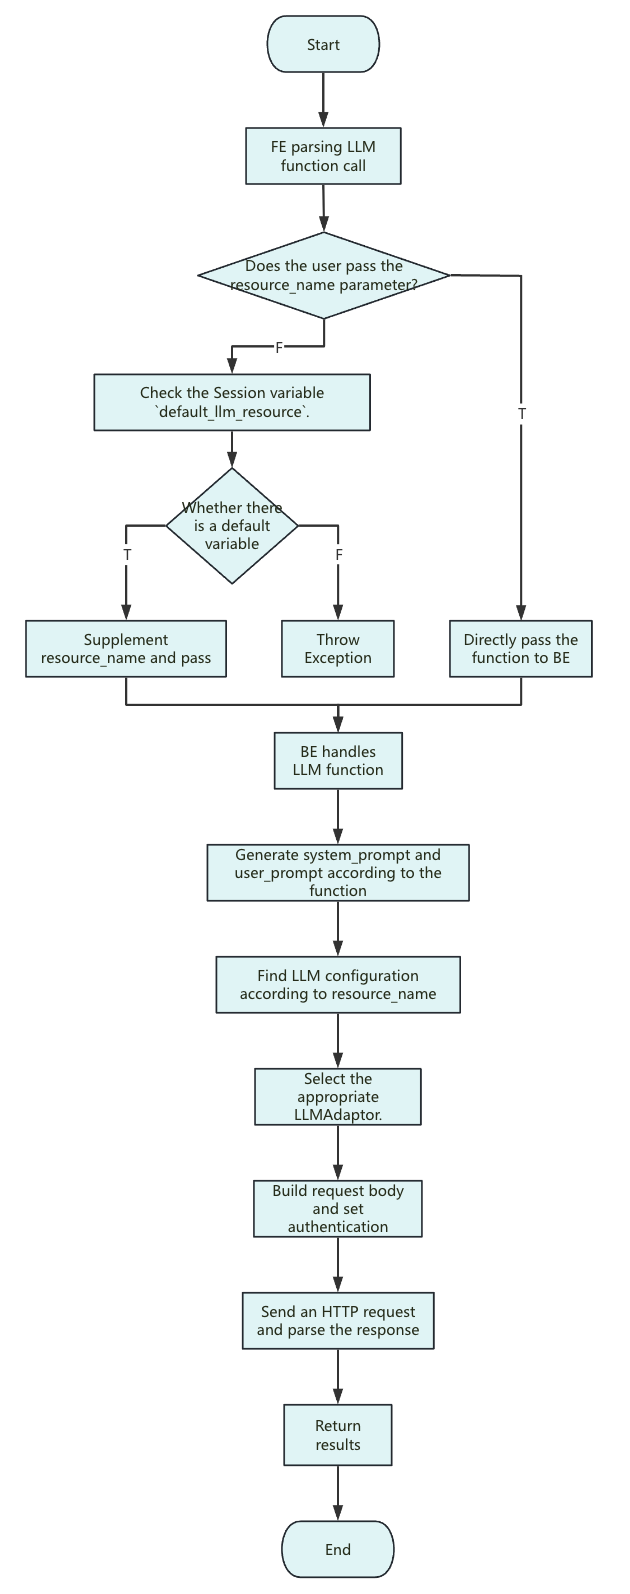 Start
FE parsing LLM
function call
Does the user pass the
resource_name parameter?
F
T
Check the Session variable
`default_llm_resource`.
Whether there
is a default
variable
T
F
Supplement
resource_name and pass
Throw
Exception
Directly pass the
function to BE
BE handles
LLM function
Generate system_prompt and
user_prompt according to the
function
Find LLM configuration
according to resource_name
Select the
appropriate
LLMAdaptor.
Build request body
and set
authentication
Send an HTTP request
and parse the response
Return
results
End